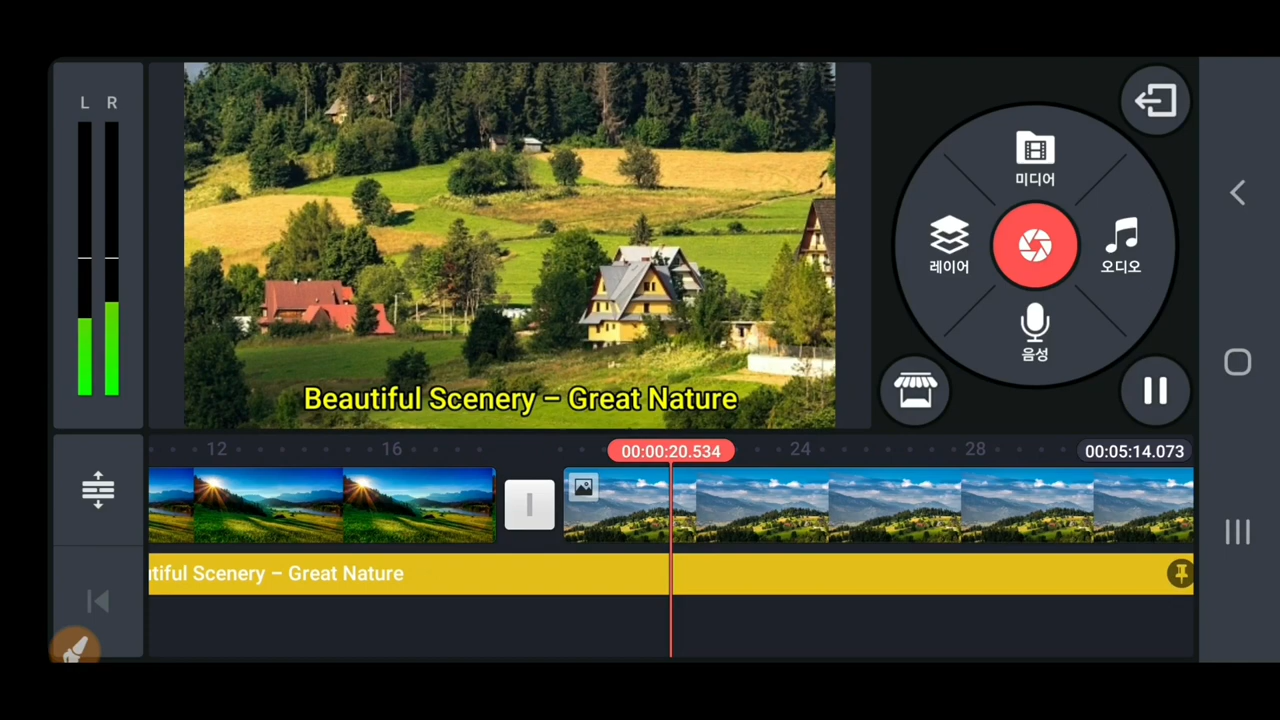 L R
미디어
레이어
오디오
음성
Beautiful Scenery – Great Nature
12
16
00:00:20.534
24
28
00:05:14.073
tiful Scenery – Great Nature